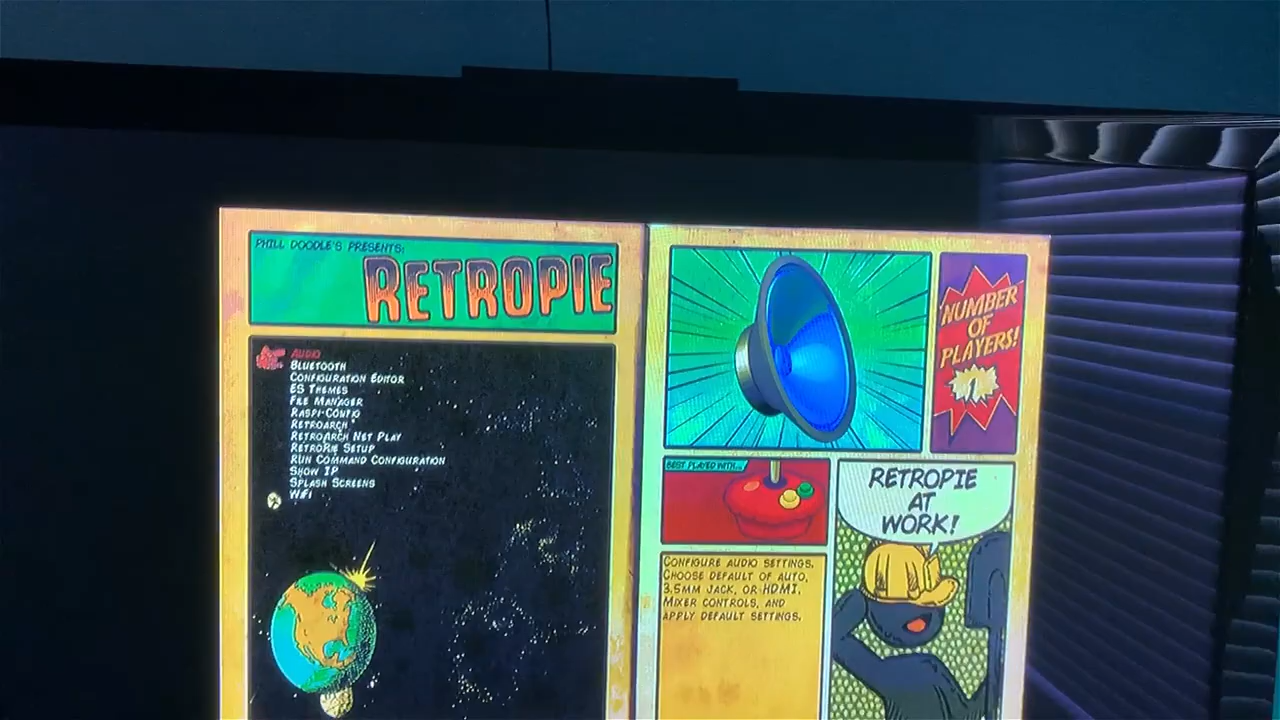 PHILL DOODLE'S PRESENTS:
RETROPIE
AUDIO
BLUETOOTH
CONFIGURATION EDITOR
ES THEMES
FILE MANAGER
RASPI-CONFIG
RETROARCH
RETROARCH NET PLAY
RETROPIE SETUP
RUN COMMAND CONFIGURATION
SHOW IP
SPLASH SCREENS
WIFI
NUMBER
OF
PLAYERS!
1
BEST PLAYED WITH...
RETROPIE
AT
WORK!
CONFIGURE AUDIO SETTINGS.
CHOOSE DEFAULT OF AUTO,
3.5MM JACK, OR HDMI.
MIXER CONTROLS, AND
APPLY DEFAULT SETTINGS.